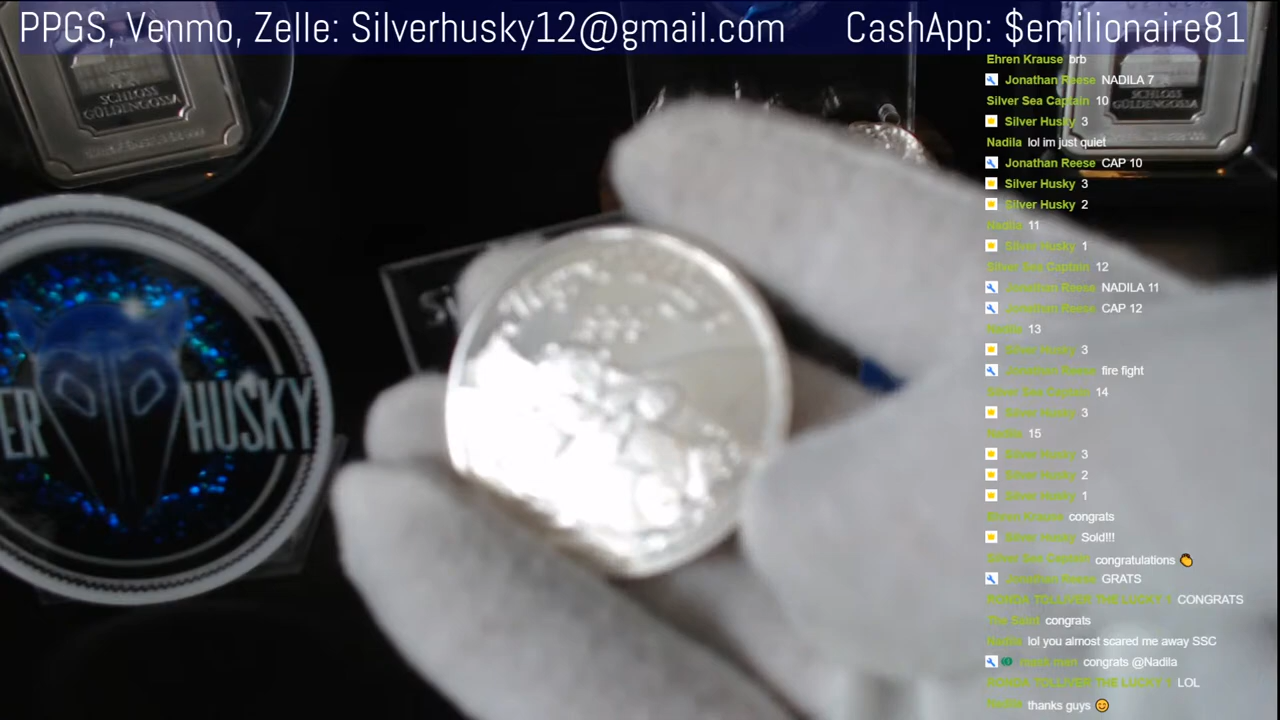 PPGS, Venmo, Zelle: Silverhusky12@gmail.com CashApp: $emilionaire81
SCHLOSS
GÜLDENGOSSA
SCHLOSS
GÜLDENGOSSA
ER HUSKY
Ehren Krause brb
Jonathan Reese NADILA 7
Silver Sea Captain 10
Silver Husky 3
Nadila lol im just quiet
Jonathan Reese CAP 10
Silver Husky 3
Silver Husky 2
Nadila 11
Silver Husky 1
Silver Sea Captain 12
Jonathan Reese NADILA 11
Jonathan Reese CAP 12
Nadila 13
Silver Husky 3
Jonathan Reese fire fight
Silver Sea Captain 14
Silver Husky 3
Nadila 15
Silver Husky 3
Silver Husky 2
Silver Husky 1
Ehren Krause congrats
Silver Husky Sold!!!
Silver Sea Captain congratulations 👏
Jonathan Reese GRATS
RONDA TOLLIVER THE LUCKY 1 CONGRATS
The Saint congrats
Nadila lol you almost scared me away SSC
congrats @Nadila
RONDA TOLLIVER THE LUCKY 1 LOL
Nadila thanks guys 😊